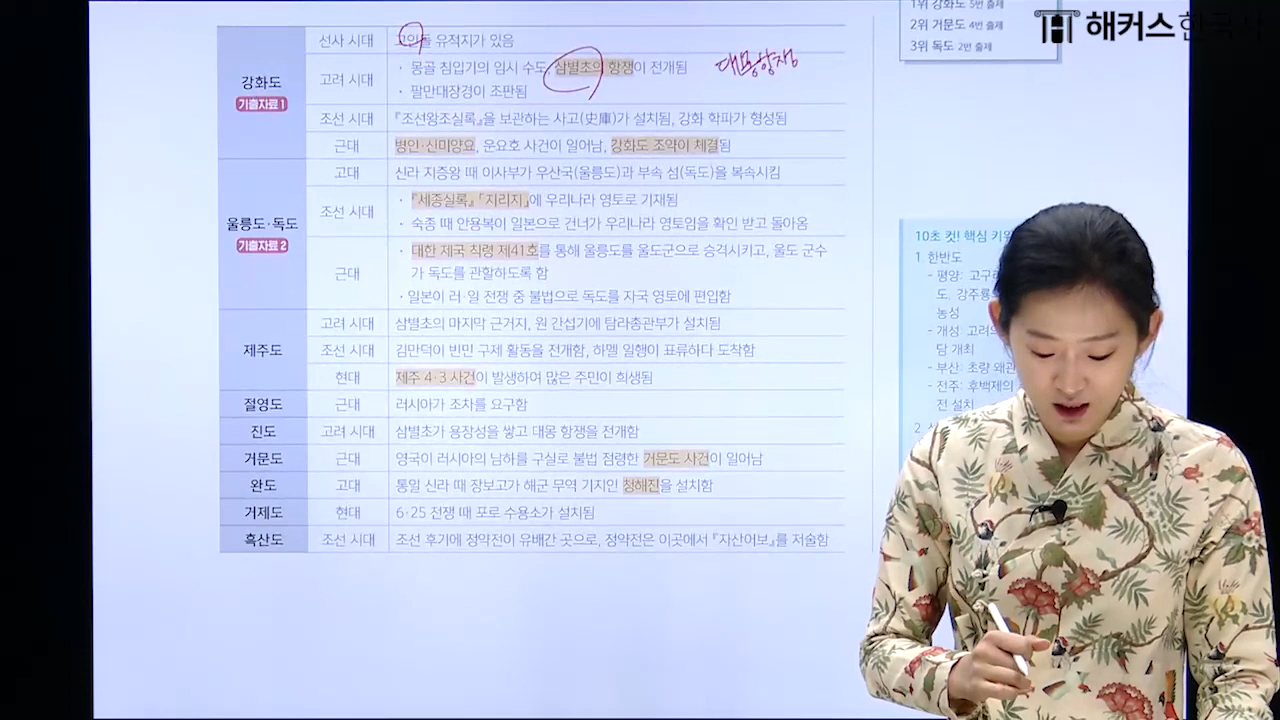 강화도
기출자료 1
선사 시대
고인돌 유적지가 있음
고려 시대
· 몽골 침입기의 임시 수도, 삼별초의 항쟁이 전개됨
대몽항쟁
· 팔만대장경이 조판됨
조선 시대
『조선왕조실록』을 보관하는 사고(史庫)가 설치됨, 강화 학파가 형성됨
근대
병인·신미양요, 운요호 사건이 일어남, 강화도 조약이 체결됨
울릉도·독도
기출자료 2
고대
신라 지증왕 때 이사부가 우산국(울릉도)과 부속 섬(독도)을 복속시킴
조선 시대
· 『세종실록』「지리지」에 우리나라 영토로 기재됨
· 숙종 때 안용복이 일본으로 건너가 우리나라 영토임을 확인 받고 돌아옴
근대
· 대한 제국 칙령 제41호를 통해 울릉도를 울도군으로 승격시키고, 울도 군수
가 독도를 관할하도록 함
· 일본이 러·일 전쟁 중 불법으로 독도를 자국 영토에 편입함
제주도
고려 시대
삼별초의 마지막 근거지, 원 간섭기에 탐라총관부가 설치됨
조선 시대
김만덕이 빈민 구제 활동을 전개함, 하멜 일행이 표류하다 도착함
현대
제주 4·3 사건이 발생하여 많은 주민이 희생됨
절영도
근대
러시아가 조차를 요구함
진도
고려 시대
삼별초가 용장성을 쌓고 대몽 항쟁을 전개함
거문도
근대
영국이 러시아의 남하를 구실로 불법 점령한 거문도 사건이 일어남
완도
고대
통일 신라 때 장보고가 해군 무역 기지인 청해진을 설치함
거제도
현대
6·25 전쟁 때 포로 수용소가 설치됨
흑산도
조선 시대
조선 후기에 정약전이 유배간 곳으로, 정약전은 이곳에서 『자산어보』를 저술함
1위 강화도 5번 출제
2위 거문도 4번 출제
3위 독도 2번 출제
해커스한국사
10초 컷! 핵심 키워
1 한반도
- 평양: 고구려
도, 강주룡
농성
- 개성: 고려의
담 개최
- 부산: 초량 왜관
- 전주: 후백제의
전 설치
2